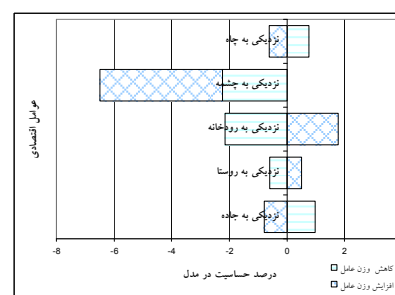 نزدیکی به چاه
نزدیکی به چشمه
نزدیکی به رودخانه
نزدیکی به روستا
نزدیکی به جاده
عوامل اقتصادی
-8 -6 -4 -2 0 2
درصد حساسیت در مدل
کاهش وزن عامل
افزایش وزن عامل